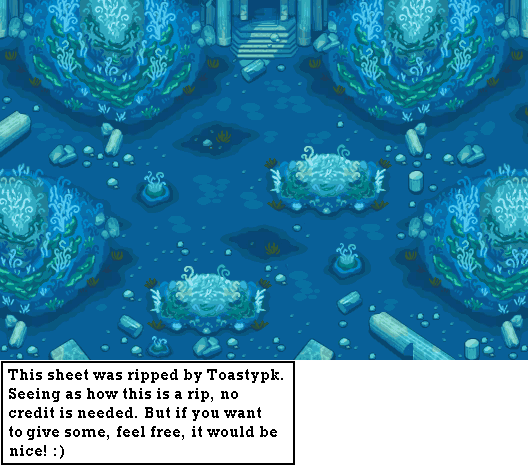 This sheet was ripped by Toastypk.
Seeing as how this is a rip, no
credit is needed. But if you want
to give some, feel free, it would be
nice! :)